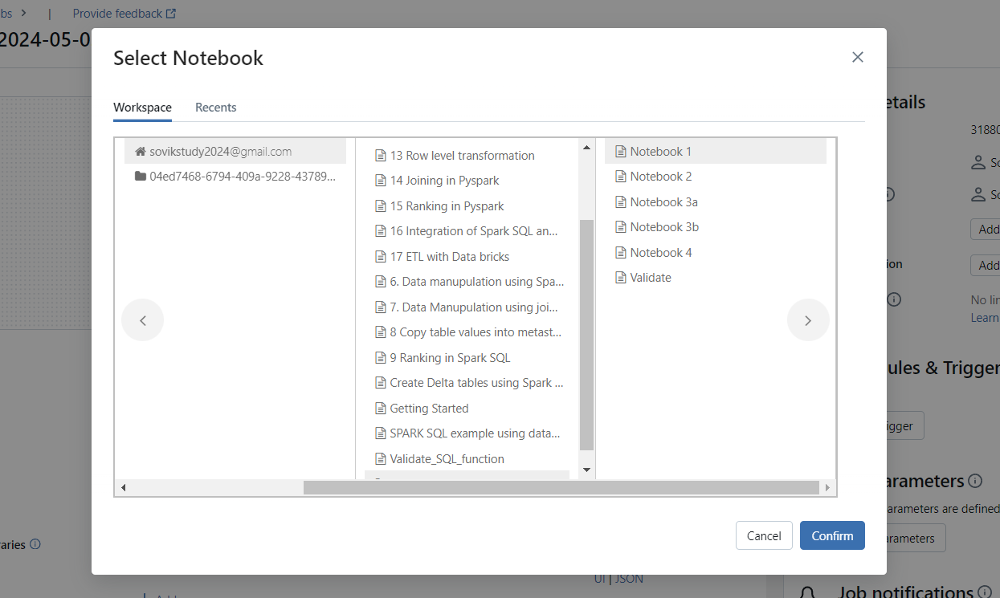 bs > | Provide feedback
2024-05-0
Select Notebook
Workspace Recents
sovikstudy2024@gmail.com
04ed7468-6794-409a-9228-43789...
13 Row level transformation
14 Joining in Pyspark
15 Ranking in Pyspark
16 Integration of Spark SQL an...
17 ETL with Data bricks
6. Data manupulation using Spa...
7. Data Manupulation using joi...
8 Copy table values into metast...
9 Ranking in Spark SQL
Create Delta tables using Spark ...
Getting Started
SPARK SQL example using data...
Validate_SQL_function
Notebook 1
Notebook 2
Notebook 3a
Notebook 3b
Notebook 4
Validate
Cancel Confirm
etails
31880
So
So
Add
ion Add
No lin
Learn
ules & Trigger
igger
arameters
arameters are defined
arameters
raries
UI | JSON
Job notifications